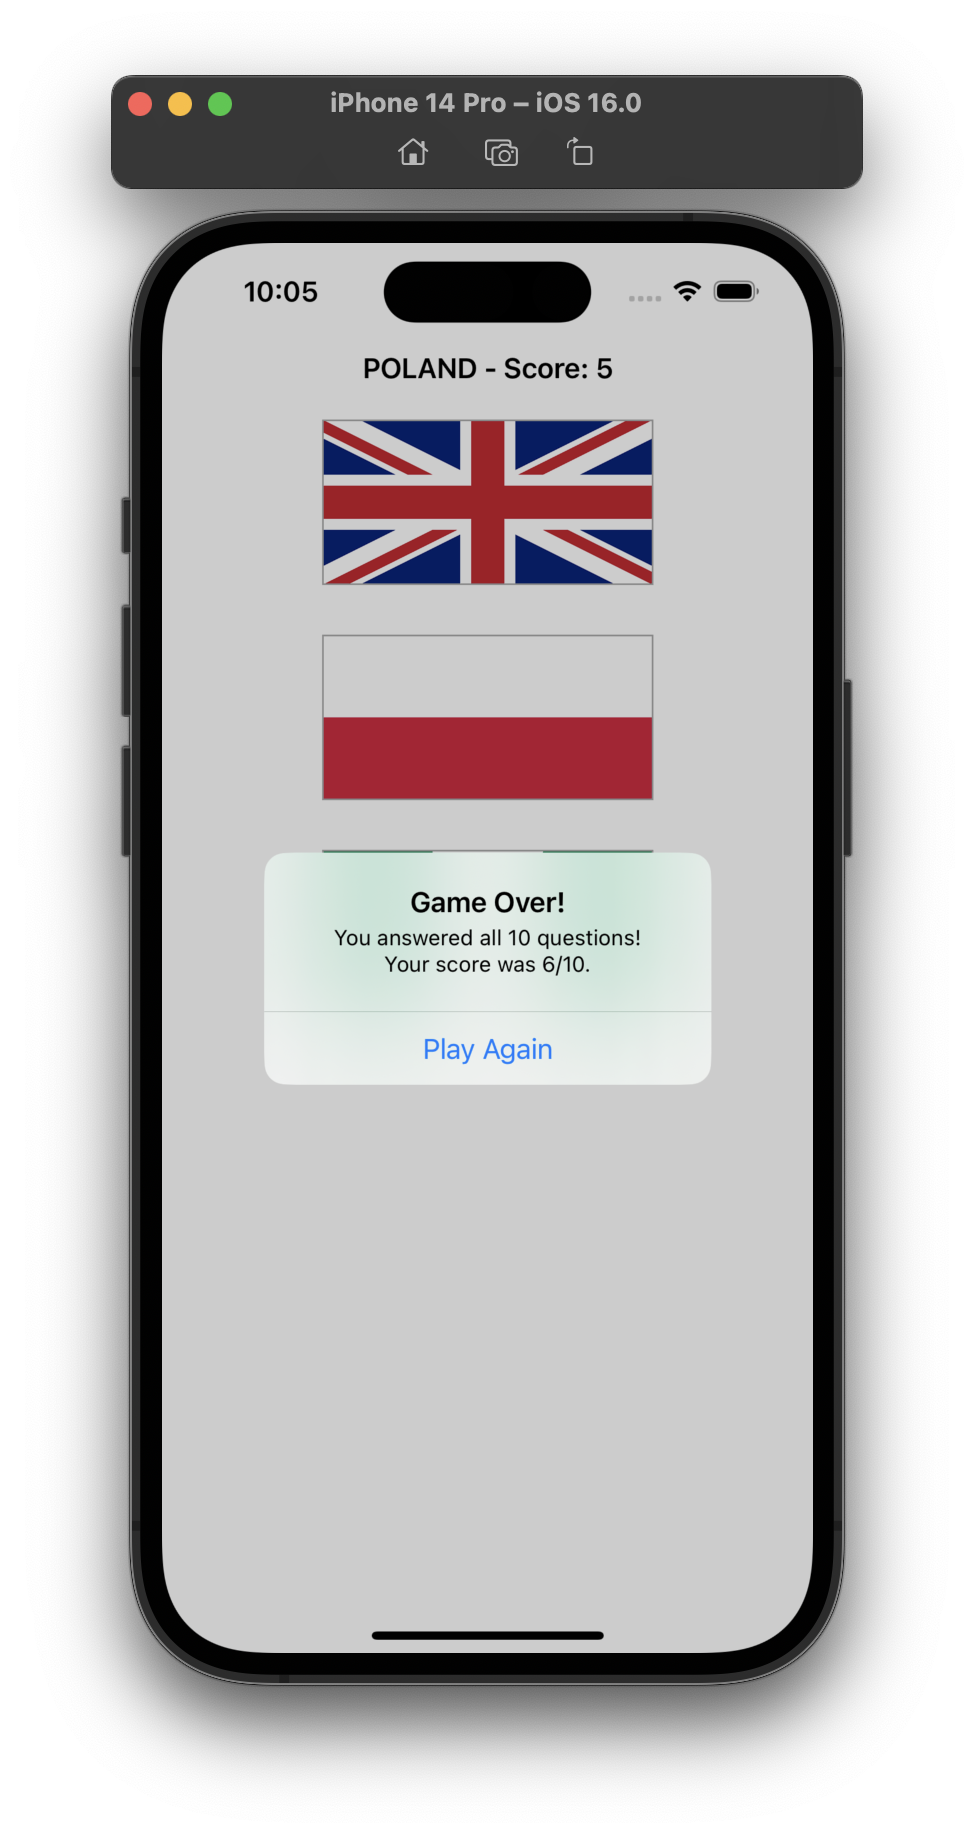 iPhone 14 Pro – iOS 16.0
10:05
POLAND - Score: 5
Game Over!
You answered all 10 questions!
Your score was 6/10.
Play Again